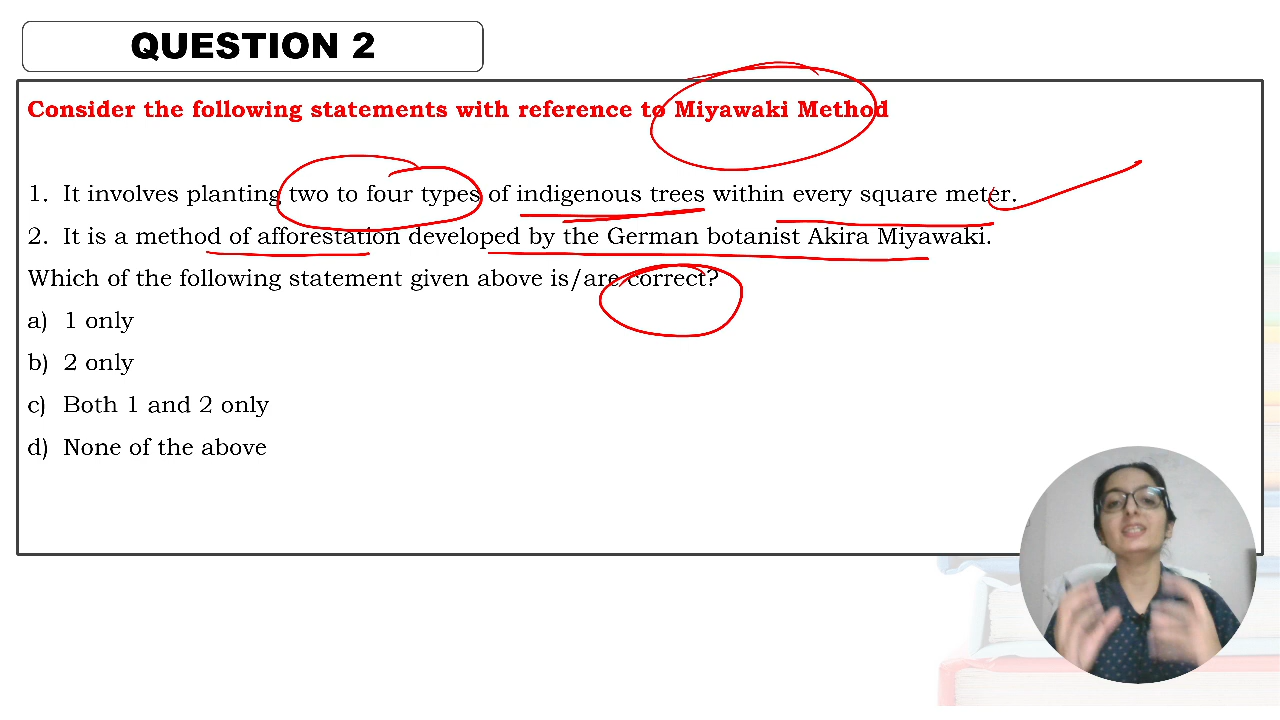 QUESTION 2
Consider the following statements with reference to Miyawaki Method
1. It involves planting two to four types of indigenous trees within every square meter.
2. It is a method of afforestation developed by the German botanist Akira Miyawaki.
Which of the following statement given above is/are correct?
a) 1 only
b) 2 only
c) Both 1 and 2 only
d) None of the above